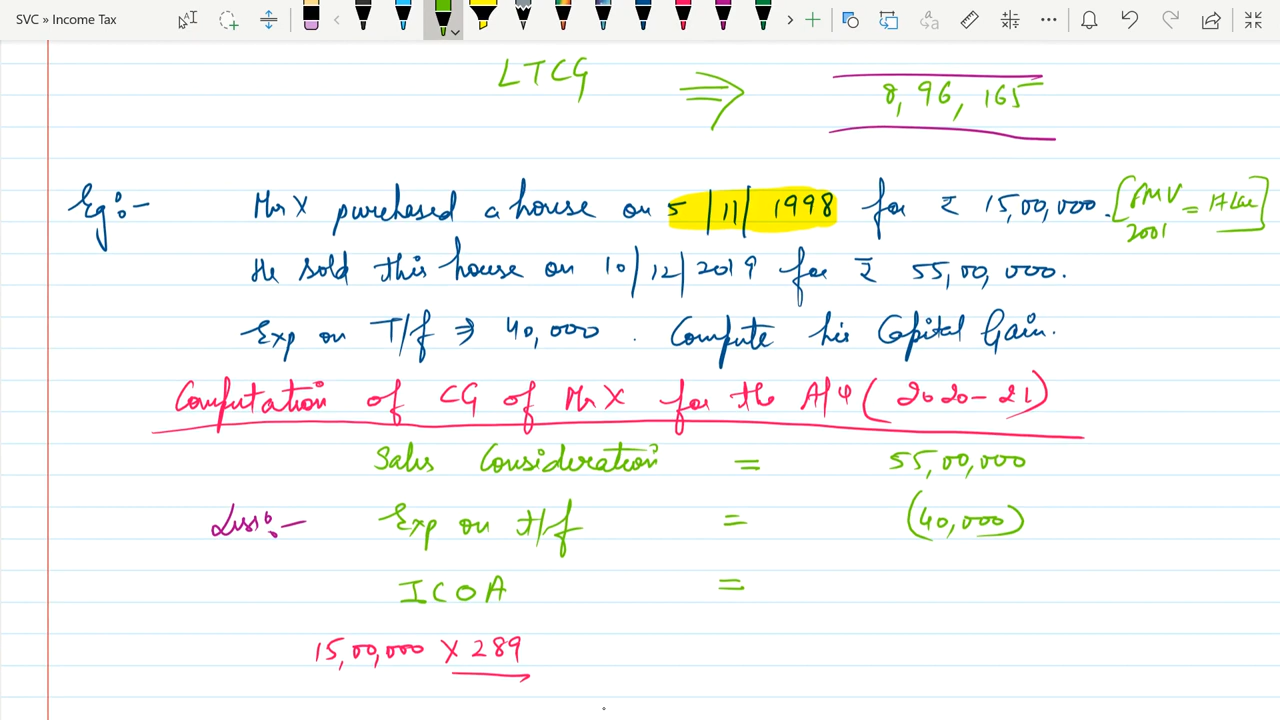 SVC » Income Tax
LTCG ⇒ 8,96,165
Eg:- Mr X purchased a house on 5/11/1998 for ₹ 15,00,000. [FMV 2001 = 17 Lac]
He sold this house on 10/12/2019 for ₹ 55,00,000.
Exp on T/f ⇒ 40,000. Compute his Capital Gain.
Computation of CG of Mr X for the A/Y (2020-21)
Sales Consideration = 55,00,000
Less:- Exp on t/f = (40,000)
ICOA =
15,00,000 X 289